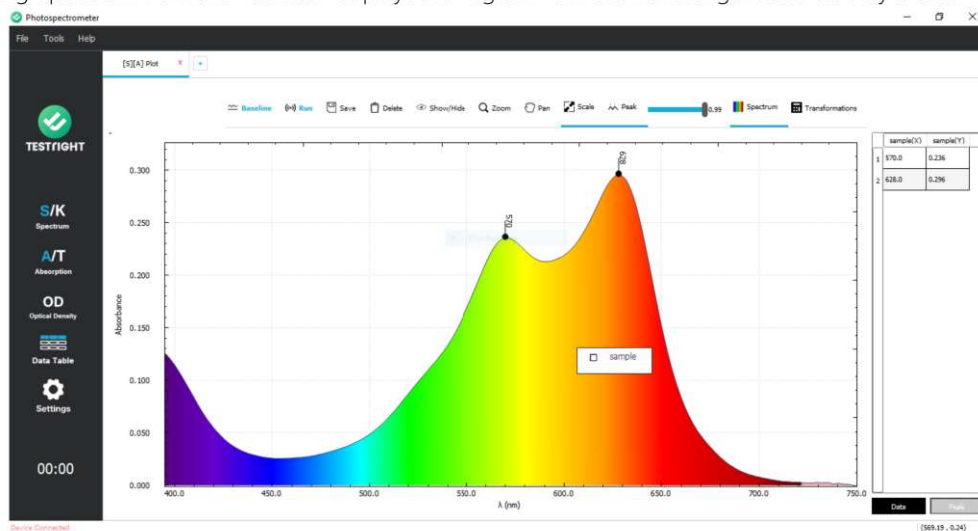 Photospectrometer
File Tools Help
[S][A] Plot x +
Baseline Run Save Delete Show/Hide Zoom Pan Scale Peak 0.99 Spectrum Transformations
TESTrIGHT
S/K
Spectrum
A/T
Absorption
OD
Optical Density
Data Table
Settings
00:00
Device Connected
Absorbance
0.300
0.250
0.200
0.150
0.100
0.050
0.000
570
628
sample
400.0 450.0 500.0 550.0 600.0 650.0 700.0 750.0
λ (nm)
sample(X) sample(Y)
1 570.0 0.236
2 628.0 0.296
Data Peak
(569.19 , 0.24)